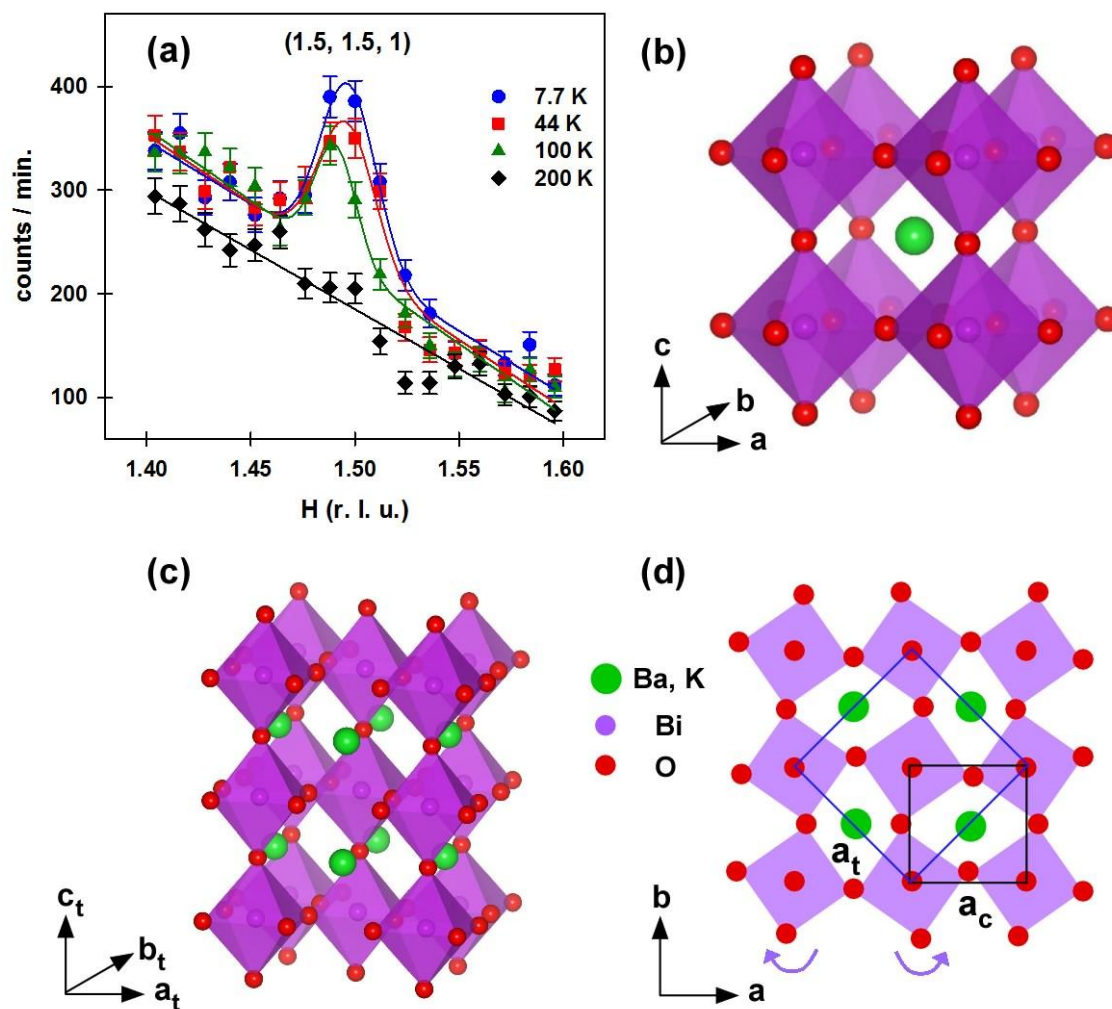 (a)
(1.5, 1.5, 1)
7.7 K
44 K
100 K
200 K
400
300
200
100
counts / min.
1.40
1.45
1.50
1.55
1.60
H (r. l. u.)
(b)
c
b
a
(c)
c_t
b_t
a_t
(d)
Ba, K
Bi
O
a_t
a_c
b
a